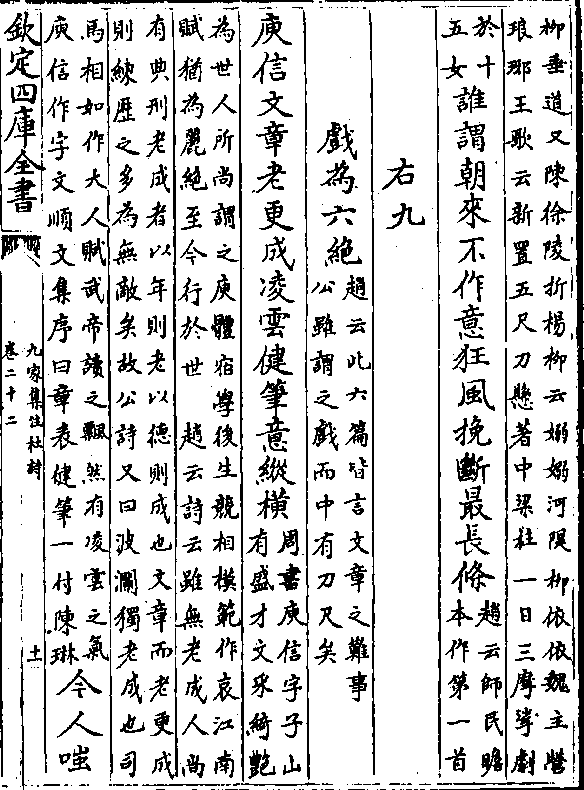 柳垂道又陳徐陵折楊柳云嫋嫋河隄柳依依魏主營
琅琊王歌云新置五尺刀懸著中梁柱一日三摩挲劇
於十
五女
誰謂朝來不作意狂風挽斷最長條
趙云師民瞻
本作第一首
右九
戲為六絕
趙云此六篇皆言文章之難事
公雖謂之戲而中有刀尺矣
庾信文章老更成凌雲健筆意縱橫
周書庾信字子山
有盛才文采綺艷
為世人所尚謂之庾體宿學後生競相模範作哀江南
賦猶為麗絕至今行於世 趙云詩云雖無老成人尚
有典刑老成者以年則老以德則成也文章而老更成
則練歷之多為無敵矣故公詩又曰波瀾獨老成也司
馬相如作大人賦武帝讀之飄然有凌雲之氣
庾信作字文順文集序曰章表健筆一付陳琳
今人嗤
欽定四庫全書
九家集注杜詩
卷二十二
十一